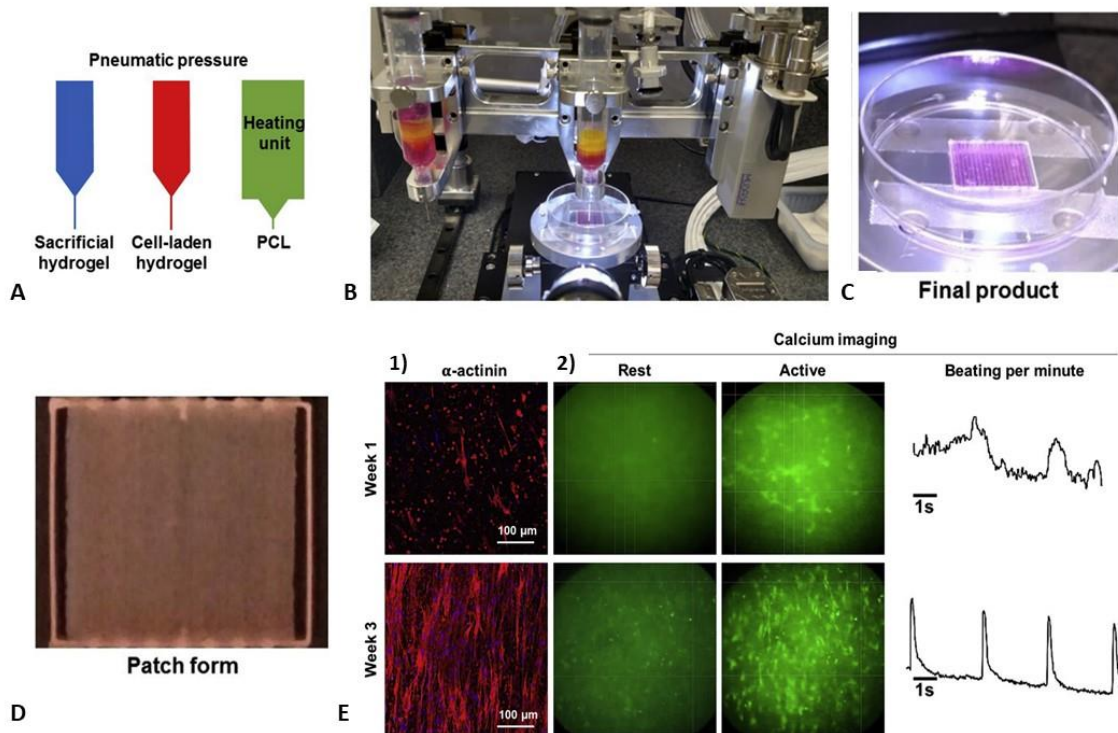 Pneumatic pressure
Heating
unit
Sacrificial
hydrogel
Cell-laden
hydrogel
PCL
A
B
C
Final product
Patch form
D
Calcium imaging
1)
α-actinin
2)
Rest
Active
Beating per minute
Week 1
100 µm
1s
Week 3
100 µm
1s
E